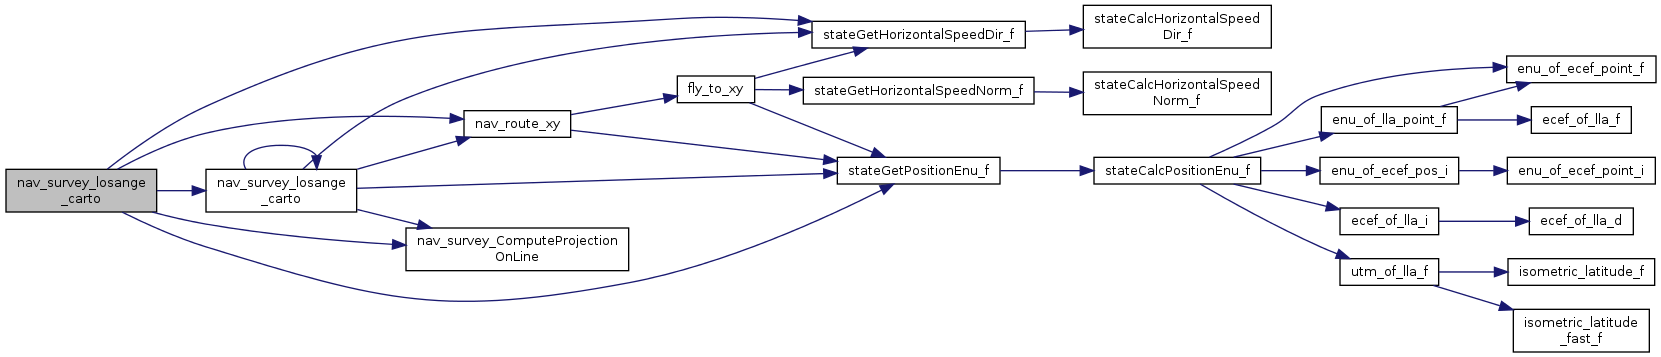 nav_survey_losange
_carto
nav_survey_losange
_carto
nav_route_xy
nav_survey_ComputeProjection
OnLine
fly_to_xy
stateGetHorizontalSpeedDir_f
stateGetHorizontalSpeedNorm_f
stateGetPositionEnu_f
stateCalcHorizontalSpeed
Dir_f
stateCalcHorizontalSpeed
Norm_f
stateCalcPositionEnu_f
enu_of_ecef_point_f
enu_of_lla_point_f
ecef_of_lla_f
enu_of_ecef_pos_i
enu_of_ecef_point_i
ecef_of_lla_i
ecef_of_lla_d
utm_of_lla_f
isometric_latitude_f
isometric_latitude
_fast_f